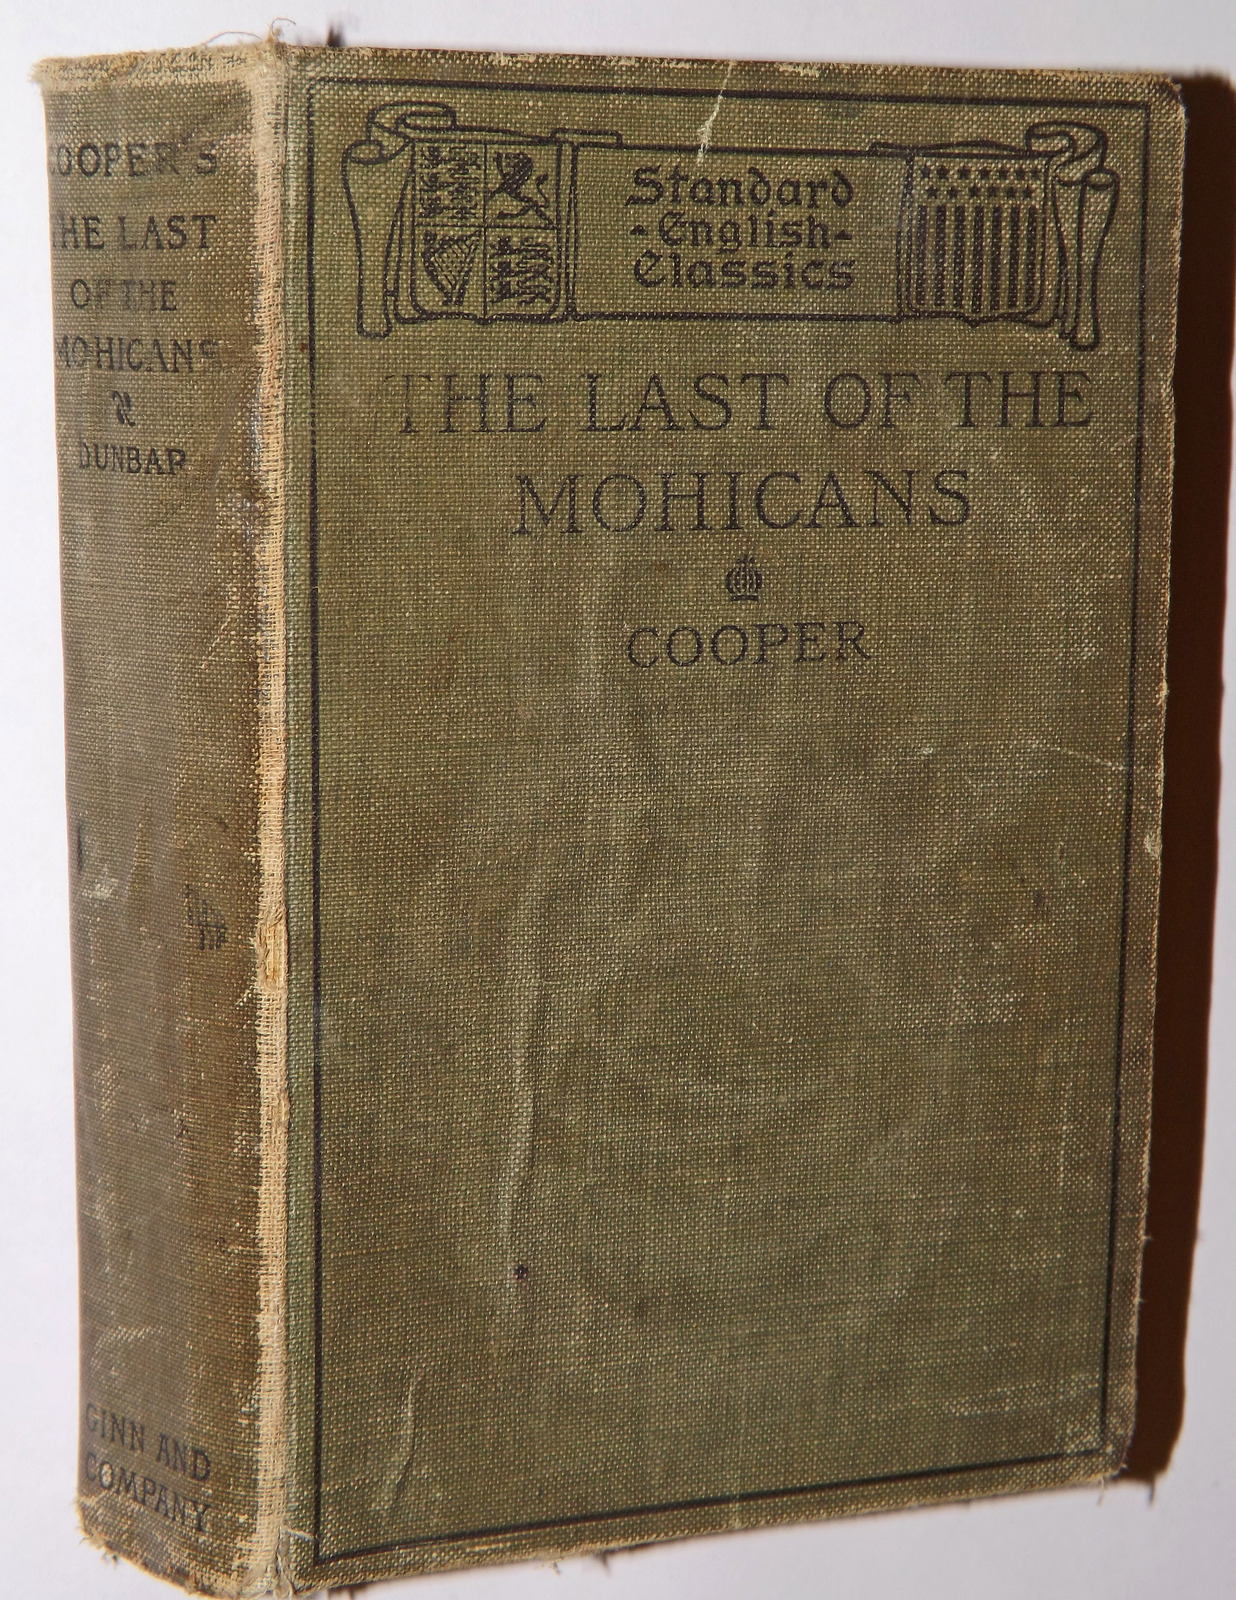 COOPER'S
THE LAST
OF THE
MOHICANS
DUNBAR
GINN AND
COMPANY
Standard
-English-
Classics
THE LAST OF THE
MOHICANS
COOPER